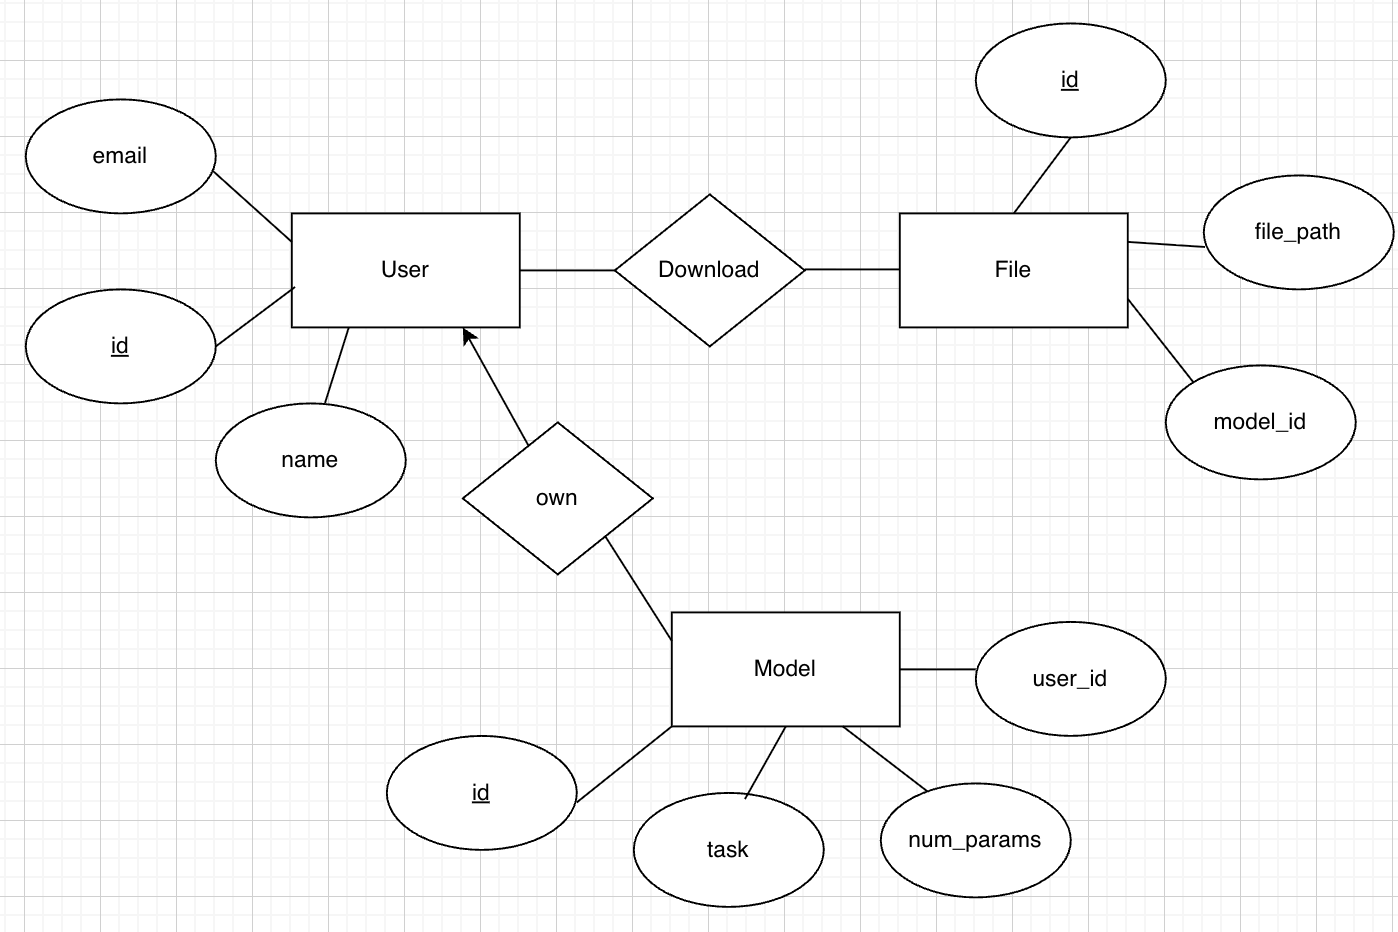 id
email
file_path
User
Download
File
id
model_id
name
own
Model
user_id
id
num_params
task